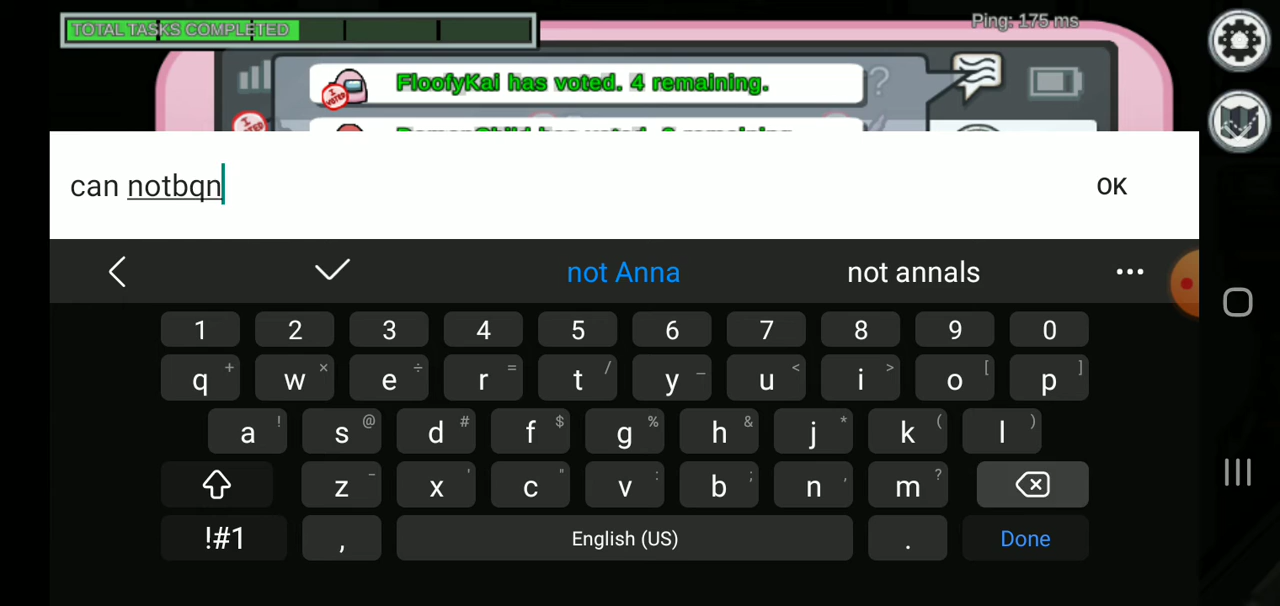 TOTAL TASKS COMPLETED
Ping: 175 ms
FloofyKai has voted. 4 remaining.
can notbqn
OK
not Anna not annals
1 2 3 4 5 6 7 8 9 0
q + w × e ÷ r = t / y _ u < i > o [ p ]
a ! s @ d # f $ g % h & j * k ( l )
z - x ' c " v : b ; n , m ?
!#1 , English (US) . Done